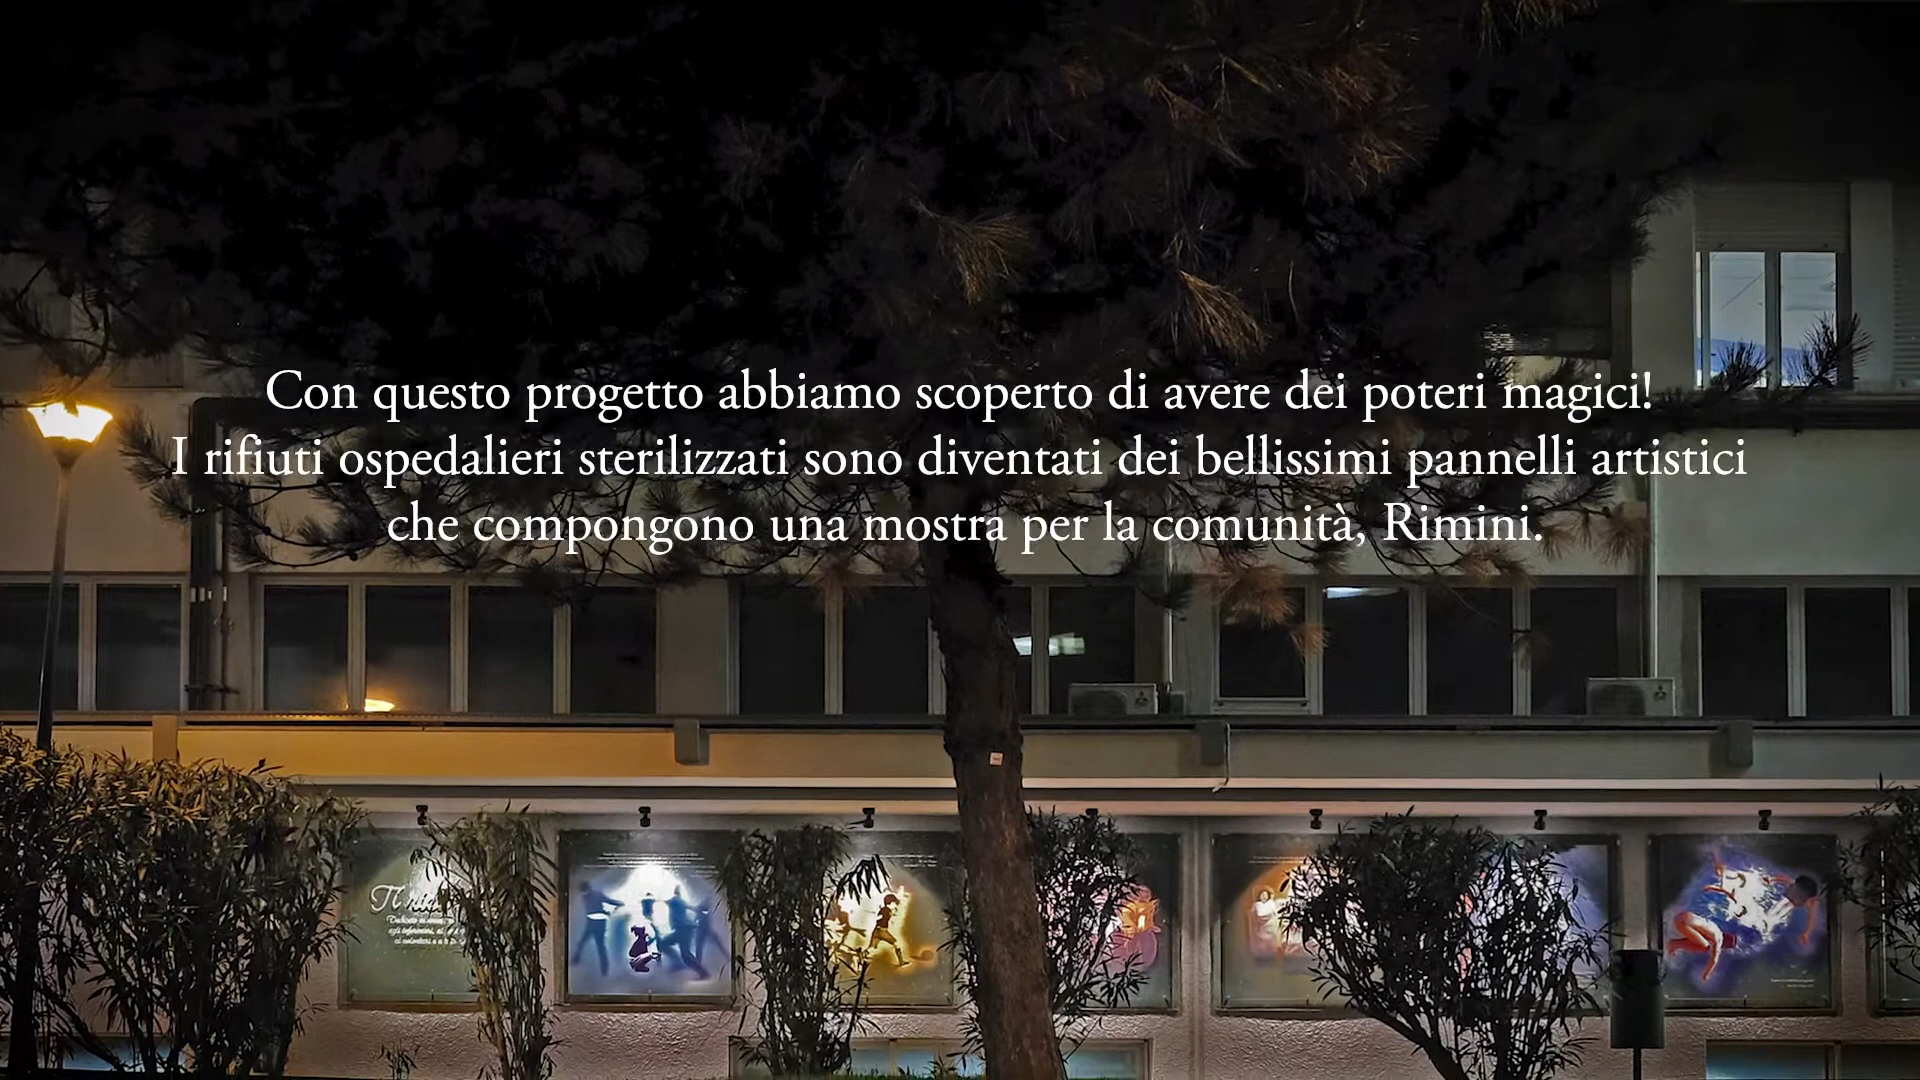 Con questo progetto abbiamo scoperto di avere dei poteri magici!
I rifiuti ospedalieri sterilizzati sono diventati dei bellissimi pannelli artistici
che compongono una mostra per la comunità, Rimini.
Ti